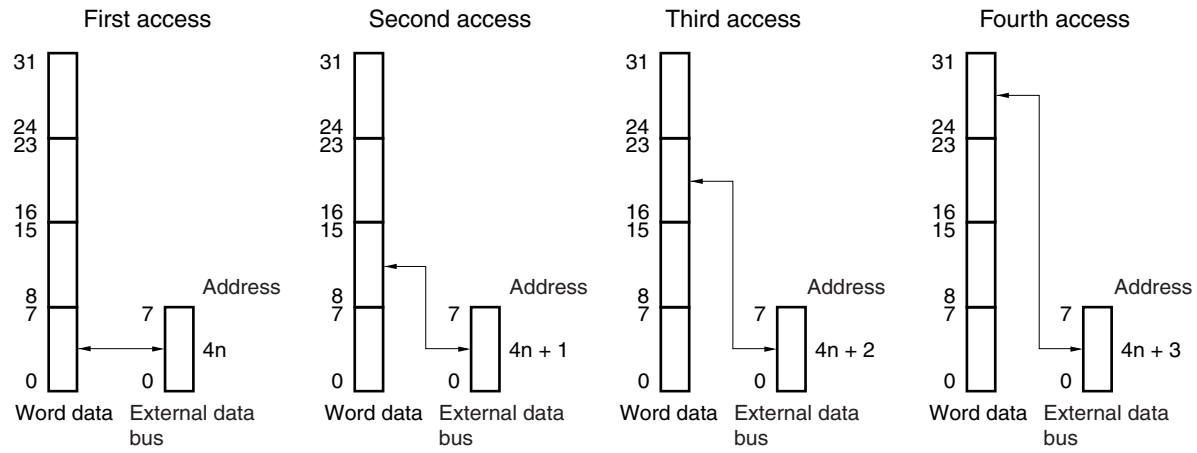 First access
Second access
Third access
Fourth access
31
24
23
16
15
8
7
0
Address
7
4n
0
Word data
External data
bus
31
24
23
16
15
8
7
0
Address
7
4n + 1
0
Word data
External data
bus
31
24
23
16
15
8
7
0
Address
7
4n + 2
0
Word data
External data
bus
31
24
23
16
15
8
7
0
Address
7
4n + 3
0
Word data
External data
bus